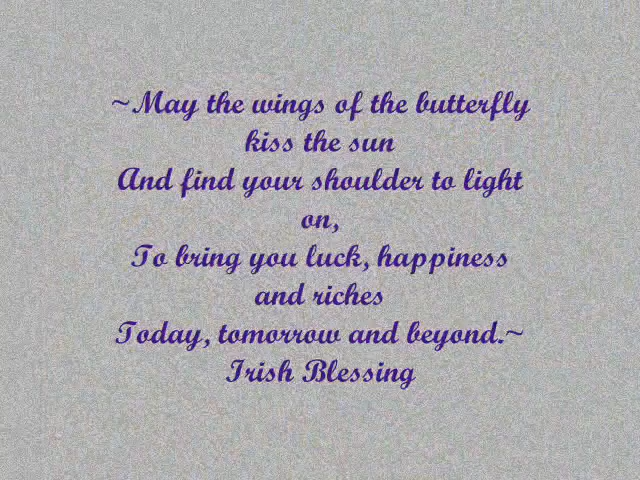 ~May the wings of the butterfly
kiss the sun
And find your shoulder to light
on,
To bring you luck, happiness
and riches
Today, tomorrow and beyond.~
Irish Blessing